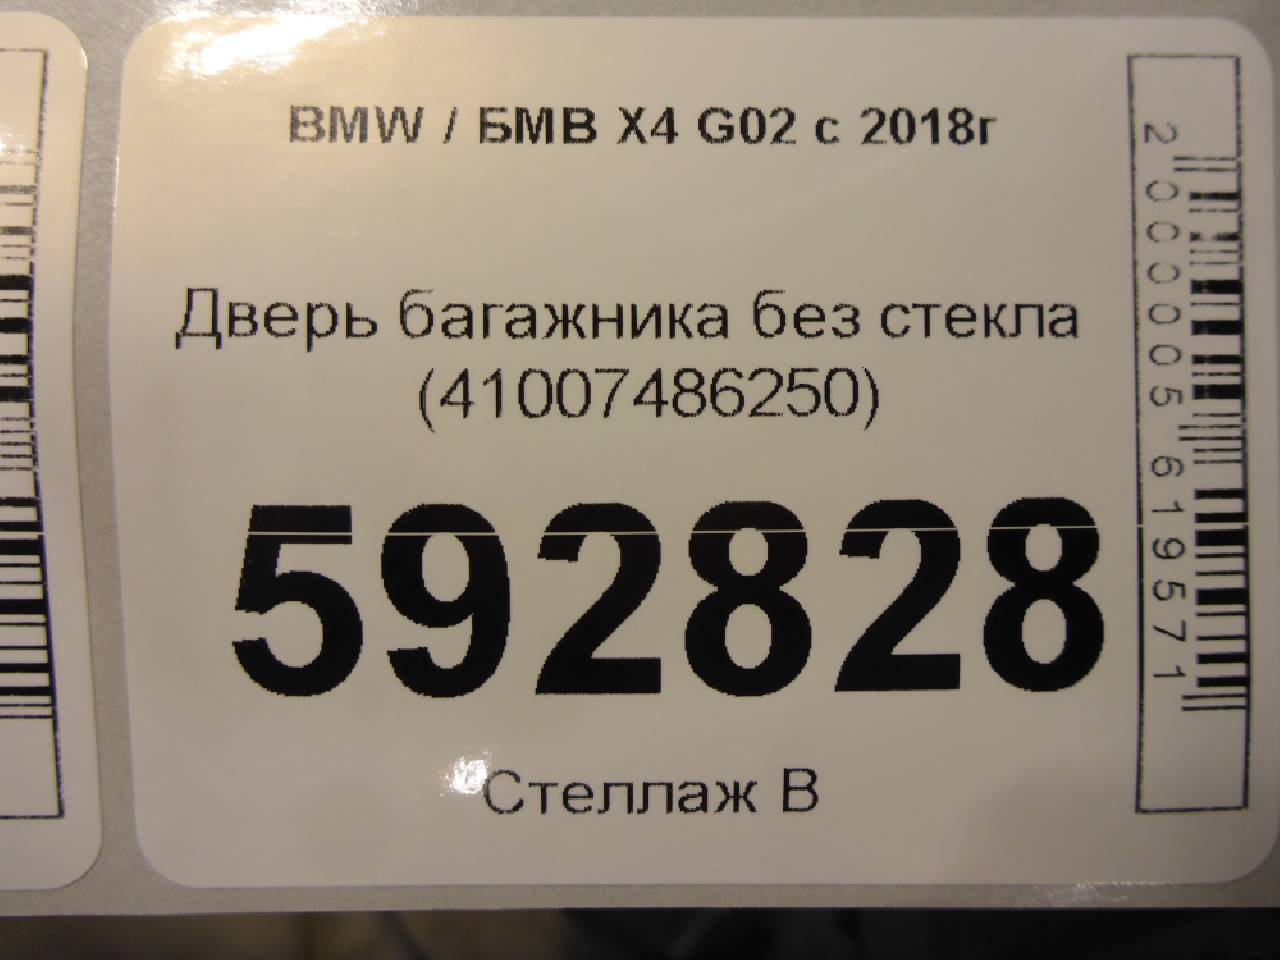 BMW / БМВ X4 G02 с 2018г
Дверь багажника без стекла
(41007486250)
592828
Стеллаж В
2000005619571